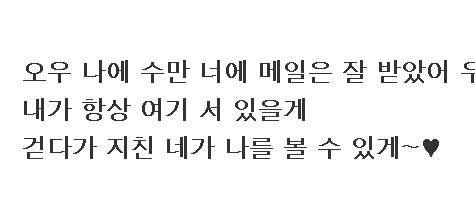 오우 나에 수만 너에 메일은 잘 받았어 우
내가 항상 여기 서 있을게
걷다가 지친 네가 나를 볼 수 있게~♥